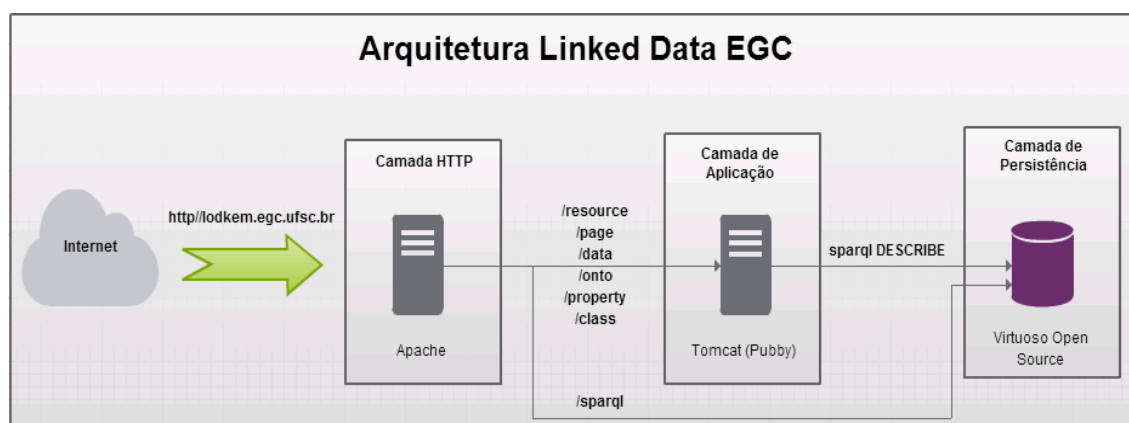 Arquitetura Linked Data EGC
Internet
http//lodkem.egc.ufsc.br
Camada HTTP
Apache
/resource
/page
/data
/onto
/property
/class
/sparql
Camada de
Aplicação
Tomcat (Pubby)
sparql DESCRIBE
Camada de
Persistência
Virtuoso Open
Source